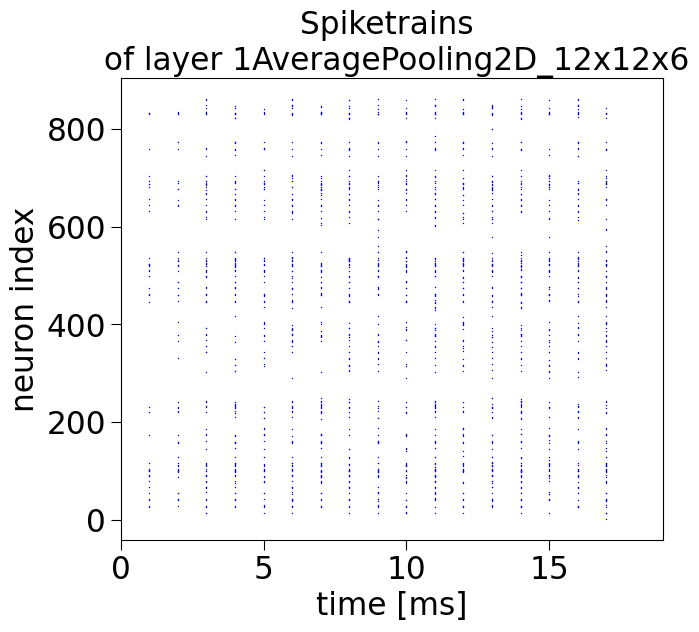 Spiketrains
of layer 1AveragePooling2D_12x12x6
800
600
400
200
0
neuron index
0 5 10 15
time [ms]